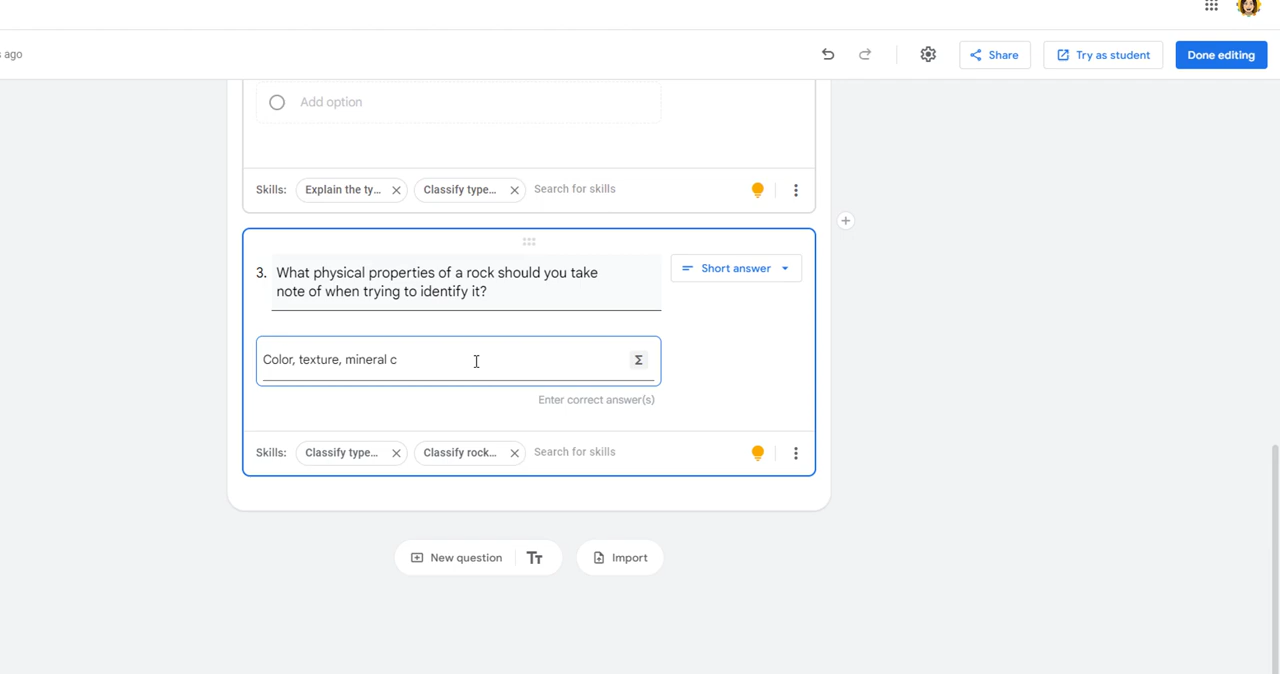 s ago
Share
Try as student
Done editing
Add option
Skills:
Explain the ty...
Classify type...
Search for skills
3.
What physical properties of a rock should you take
note of when trying to identify it?
Short answer
Color, texture, mineral c
Σ
Enter correct answer(s)
Skills:
Classify type...
Classify rock...
Search for skills
New question
Tт
Import